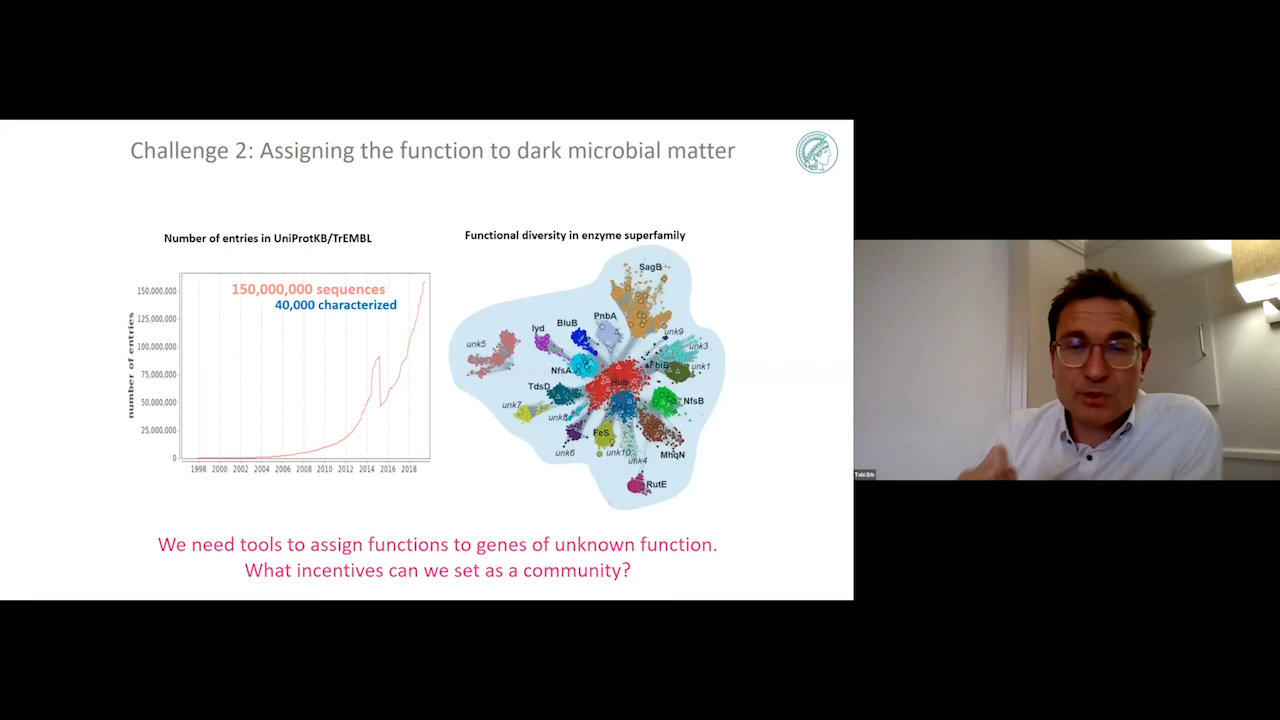 Challenge 2: Assigning the function to dark microbial matter
Number of entries in UniProtKB/TrEMBL
150,000,000 sequences
40,000 characterized
number of entries
150,000,000
125,000,000
100,000,000
75,000,000
50,000,000
25,000,000
0
1998 2000 2002 2004 2006 2008 2010 2012 2014 2016 2018
Functional diversity in enzyme superfamily
SagB
PnbA
BluB
Iyd
unk9
unk5
unk3
NfsA
Hub
FbiB
unk1
TdsD
NfsB
unk7
unk8
FeS
unk6
unk10
unk4
MhqN
RutE
We need tools to assign functions to genes of unknown function.
What incentives can we set as a community?
Tobi Erb